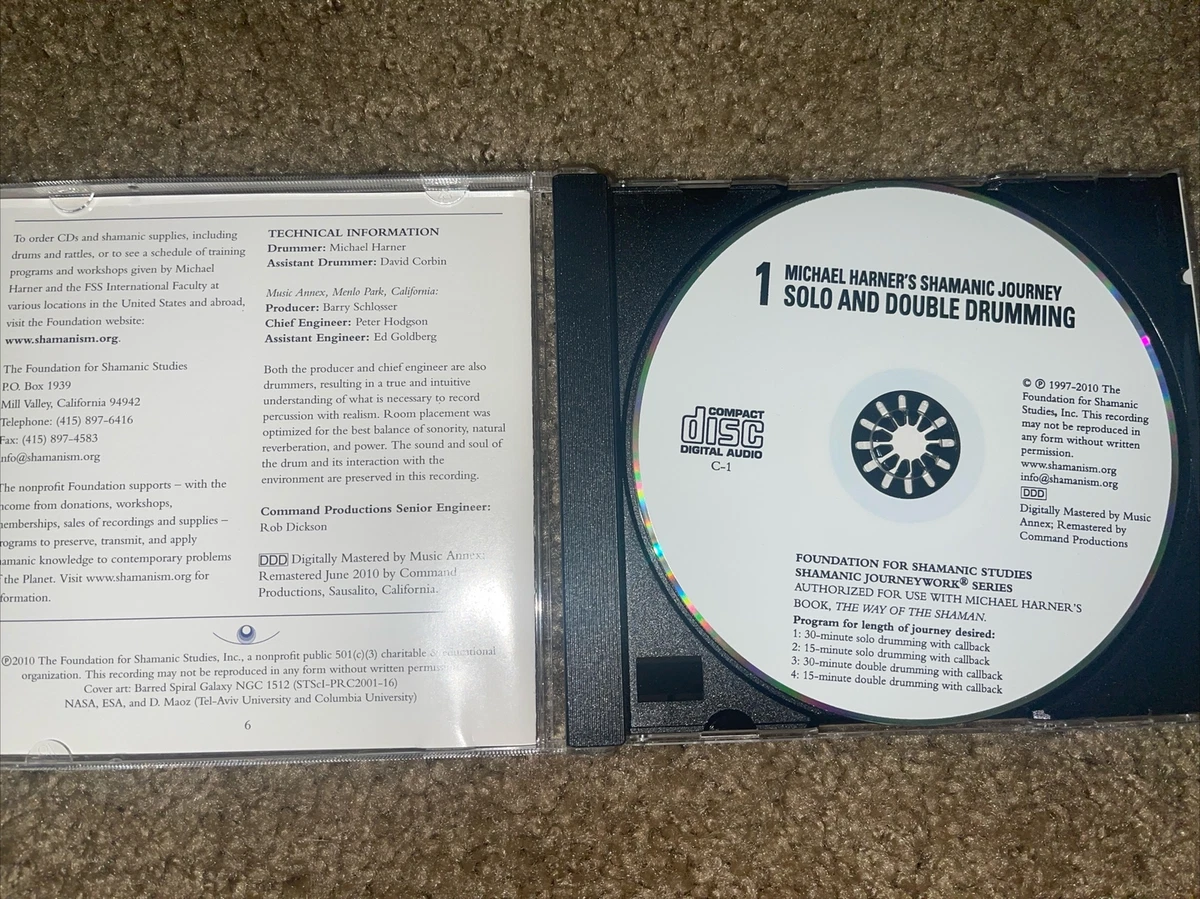 To order CDs and shamanic supplies, including
drums and rattles, or to see a schedule of training
programs and workshops given by Michael
Harner and the FSS International Faculty at
various locations in the United States and abroad,
visit the Foundation website:
www.shamanism.org.
The Foundation for Shamanic Studies
P.O. Box 1939
Mill Valley, California 94942
Telephone: (415) 897-6416
Fax: (415) 897-4583
nfo@shamanism.org
he nonprofit Foundation supports – with the
come from donations, workshops,
emberships, sales of recordings and supplies –
ograms to preserve, transmit, and apply
amanic knowledge to contemporary problems
the Planet. Visit www.shamanism.org for
formation.
TECHNICAL INFORMATION
Drummer: Michael Harner
Assistant Drummer: David Corbin
Music Annex, Menlo Park, California:
Producer: Barry Schlosser
Chief Engineer: Peter Hodgson
Assistant Engineer: Ed Goldberg
Both the producer and chief engineer are also
drummers, resulting in a true and intuitive
understanding of what is necessary to record
percussion with realism. Room placement was
optimized for the best balance of sonority, natural
reverberation, and power. The sound and soul of
the drum and its interaction with the
environment are preserved in this recording.
Command Productions Senior Engineer:
Rob Dickson
DDD Digitally Mastered by Music Annex;
Remastered June 2010 by Command
Productions, Sausalito, California.
℗2010 The Foundation for Shamanic Studies, Inc., a nonprofit public 501(c)(3) charitable & educational
organization. This recording may not be reproduced in any form without written
Cover art: Barred Spiral Galaxy NGC 1512 (STScI-PRC2001-16)
NASA, ESA, and D. Maoz (Tel-Aviv University and Columbia University)
6
1 MICHAEL HARNER'S SHAMANIC JOURNEY
SOLO AND DOUBLE DRUMMING
COMPACT
disc
DIGITAL AUDIO
C-1
© ℗ 1997-2010 The
Foundation for Shamanic
Studies, Inc. This recording
may not be reproduced in
any form without written
permission.
www.shamanism.org
info@shamanism.org
DDD
Digitally Mastered by Music
Annex; Remastered by
Command Productions
FOUNDATION FOR SHAMANIC STUDIES
SHAMANIC JOURNEYWORK® SERIES
AUTHORIZED FOR USE WITH MICHAEL HARNER'S
BOOK, THE WAY OF THE SHAMAN.
Program for length of journey desired:
1: 30-minute solo drumming with callback
2: 15-minute solo drumming with callback
3: 30-minute double drumming with callback
4: 15-minute double drumming with callback